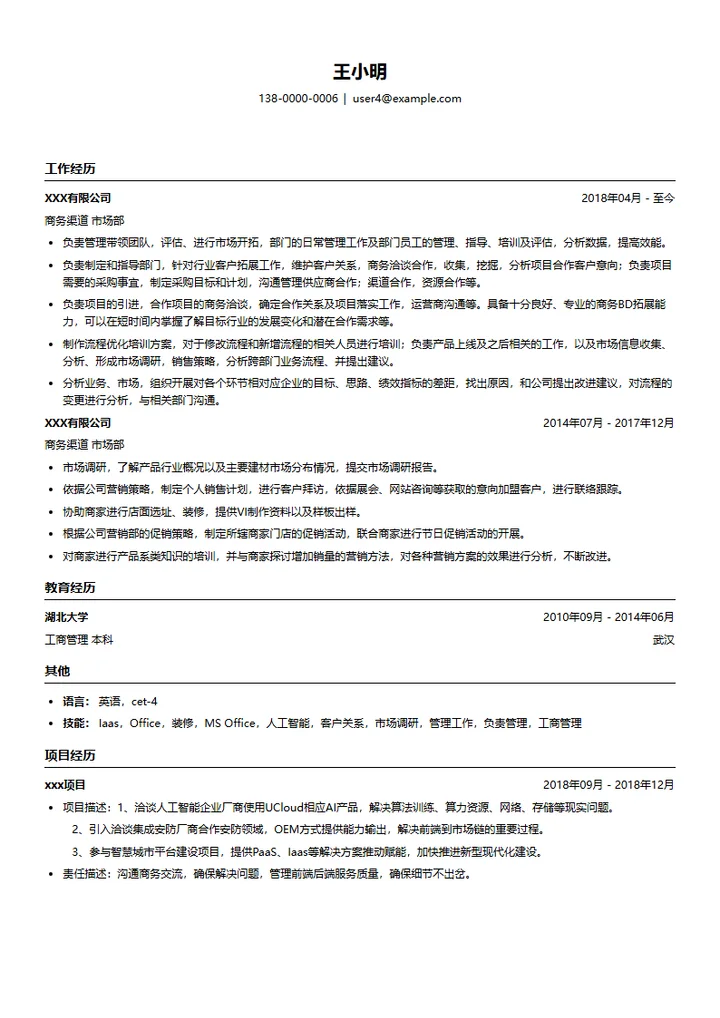 王小明
138-0000-0006 | user4@example.com
工作经历
XXX有限公司 2018年04月 - 至今
商务渠道 市场部
• 负责管理带领团队，评估、进行市场开拓，部门的日常管理工作及部门员工的管理、指导、培训及评估，分析数据，提高效能。
• 负责制定和指导部门，针对行业客户拓展工作，维护客户关系，商务洽谈合作，收集，挖掘，分析项目合作客户意向；负责项目
需要的采购事宜，制定采购目标和计划，沟通管理供应商合作；渠道合作，资源合作等。
• 负责项目的引进，合作项目的商务洽谈，确定合作关系及项目落实工作，运营商沟通等。具备十分良好、专业的商务BD拓展能
力，可以在短时间内掌握了解目标行业的发展变化和潜在合作需求等。
• 制作流程优化培训方案，对于修改流程和新增流程的相关人员进行培训；负责产品上线及之后相关的工作，以及市场信息收集、
分析、形成市场调研，销售策略，分析跨部门业务流程、并提出建议。
• 分析业务、市场，组织开展对各个环节相对应企业的目标、思路、绩效指标的差距，找出原因，和公司提出改进建议，对流程的
变更进行分析，与相关部门沟通。
XXX有限公司 2014年07月 - 2017年12月
商务渠道 市场部
• 市场调研，了解产品行业概况以及主要建材市场分布情况，提交市场调研报告。
• 依据公司营销策略，制定个人销售计划，进行客户拜访，依据展会、网站咨询等获取的意向加盟客户，进行联络跟踪。
• 协助商家进行店面选址、装修，提供VI制作资料以及样板出样。
• 根据公司营销部的促销策略，制定所辖商家门店的促销活动，联合商家进行节日促销活动的开展。
• 对商家进行产品系类知识的培训，并与商家探讨增加销量的营销方法，对各种营销方案的效果进行分析，不断改进。
教育经历
湖北大学 2010年09月 - 2014年06月
工商管理 本科 武汉
其他
• 语言： 英语，cet-4
• 技能： Iaas，Office，装修，MS Office，人工智能，客户关系，市场调研，管理工作，负责管理，工商管理
项目经历
xxx项目 2018年09月 - 2018年12月
• 项目描述：1、洽谈人工智能企业厂商使用UCloud相应AI产品，解决算法训练、算力资源、网络、存储等现实问题。
2、引入洽谈集成安防厂商合作安防领域，OEM方式提供能力输出，解决前端到市场链的重要过程。
3、参与智慧城市平台建设项目，提供PaaS、Iaas等解决方案推动赋能，加快推进新型现代化建设。
• 责任描述：沟通商务交流，确保解决问题，管理前端后端服务质量，确保细节不出岔。